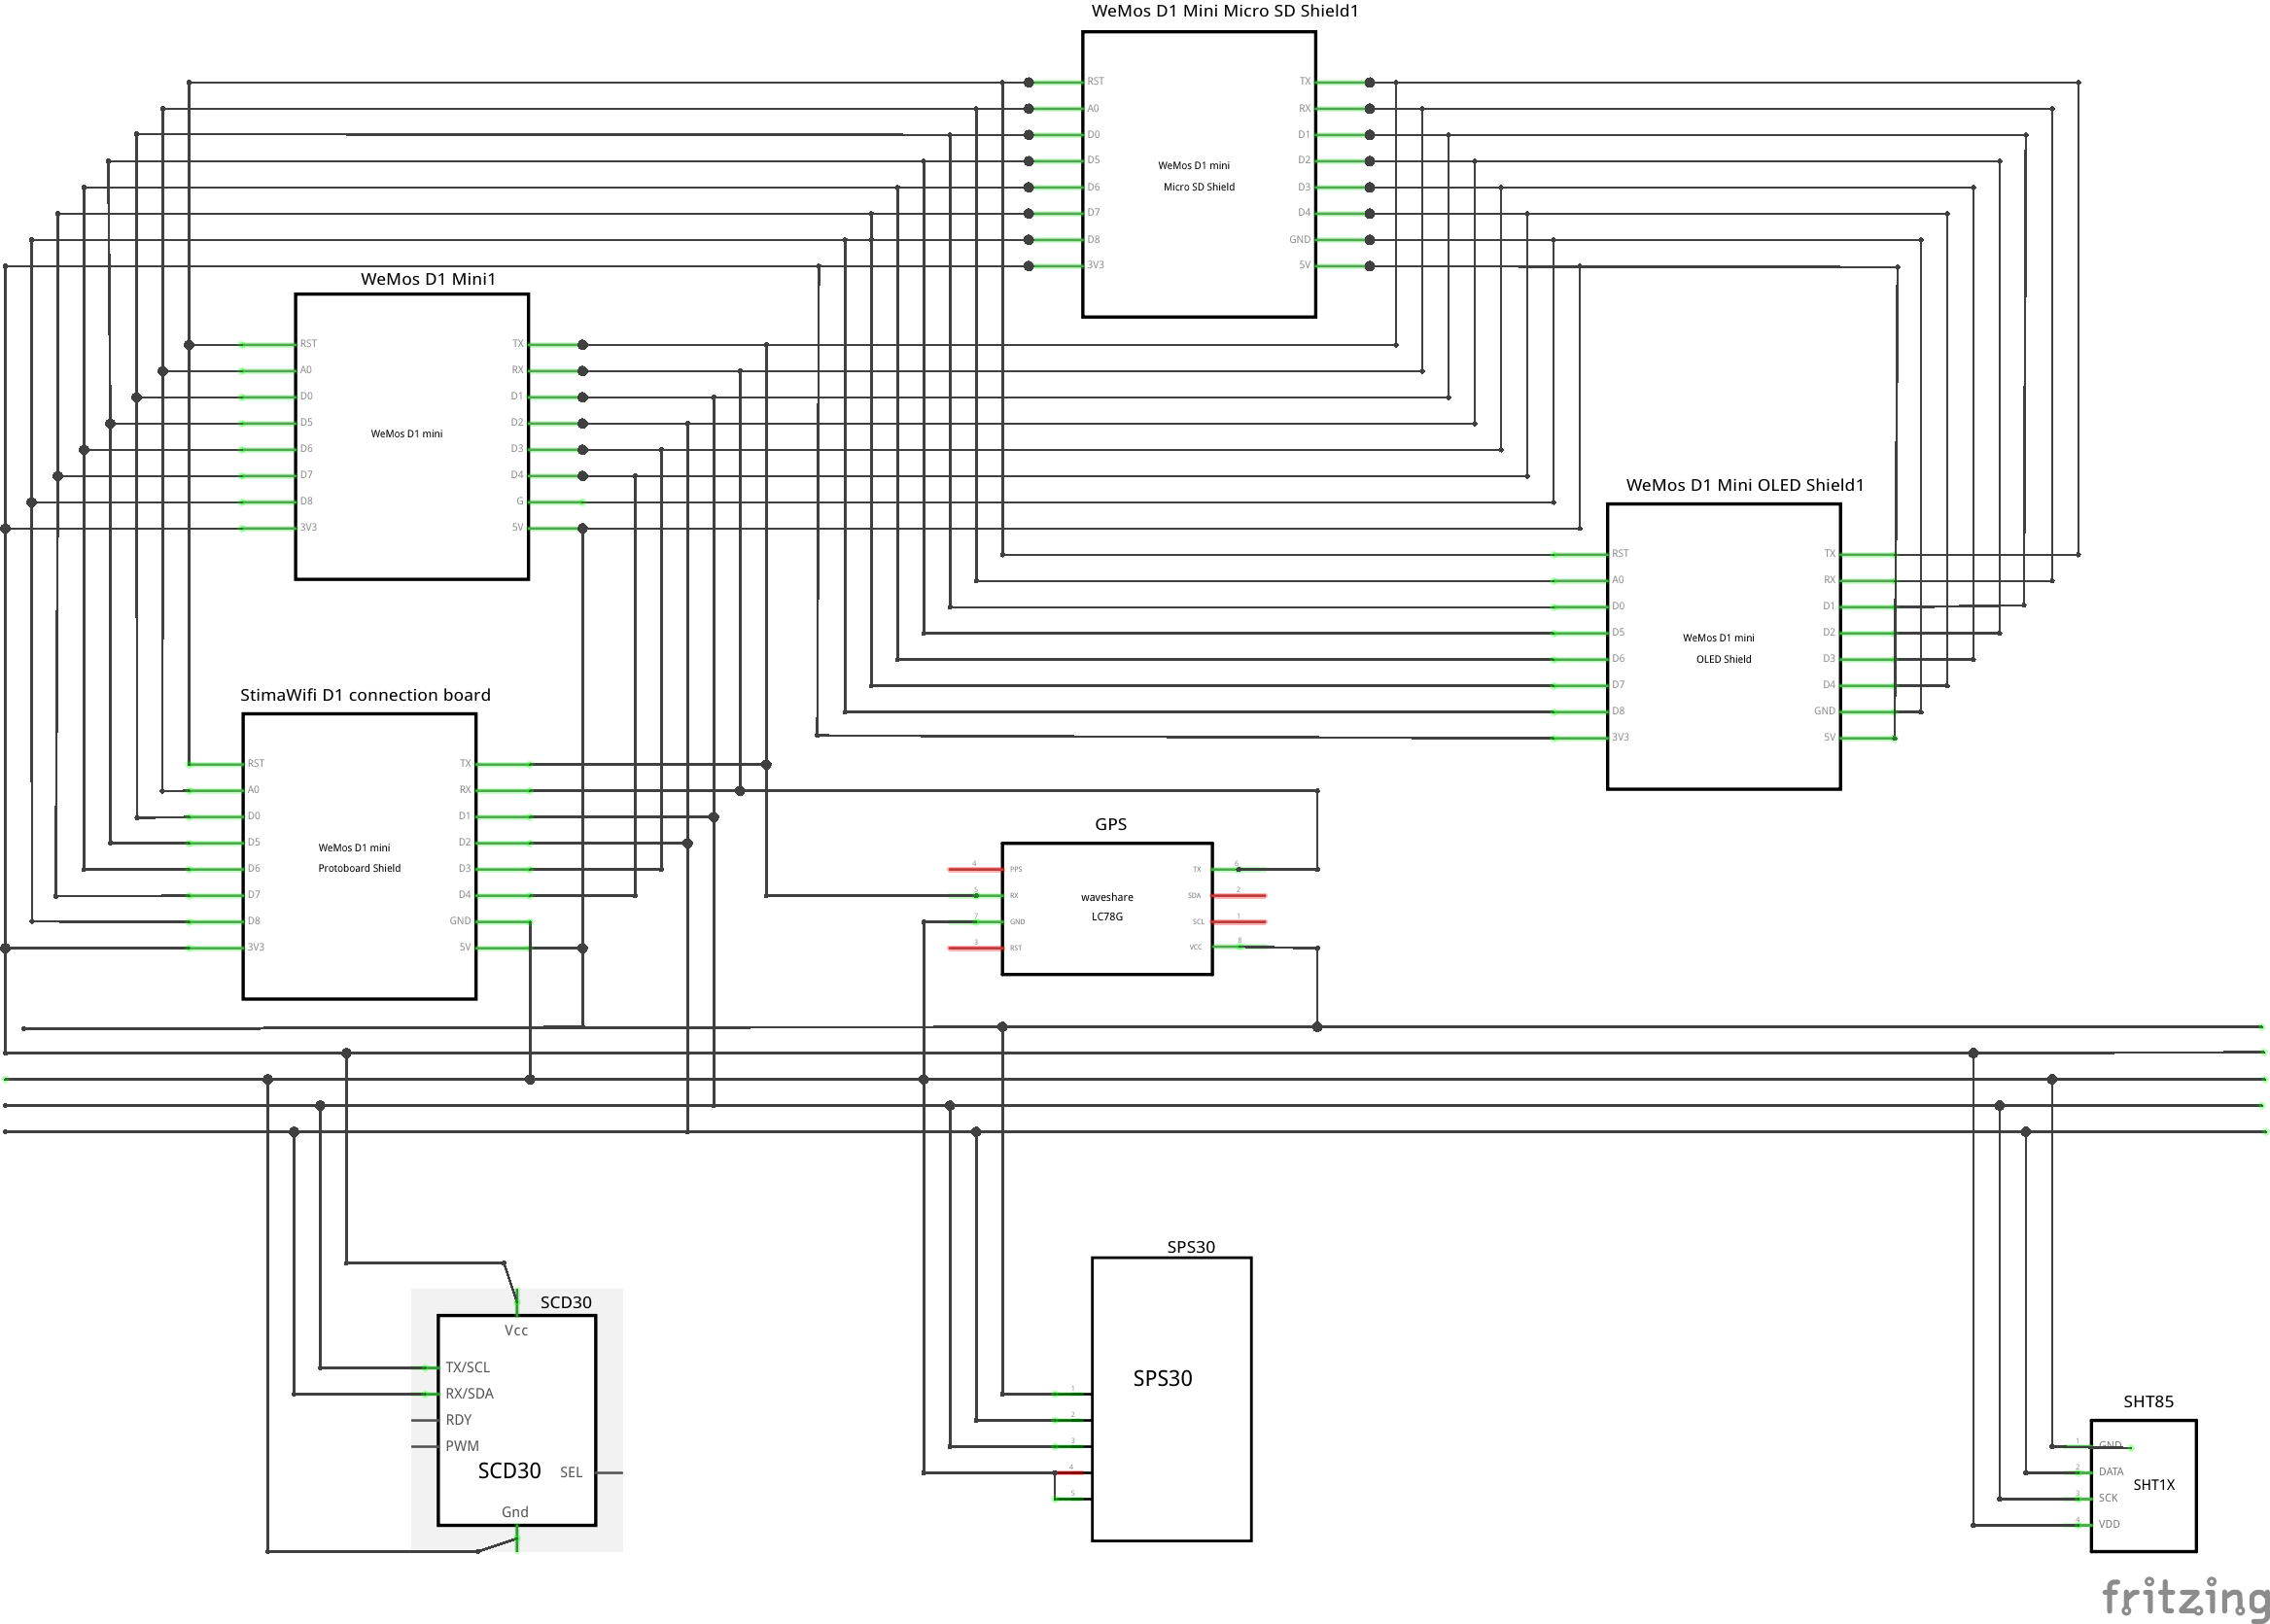 WeMos D1 Mini Micro SD Shield1
RST
A0
D0
D5
D6
D7
D8
3V3
WeMos D1 mini
Micro SD Shield
TX
RX
D1
D2
D3
D4
GND
5V
WeMos D1 Mini1
RST
A0
D0
D5
D6
D7
D8
3V3
WeMos D1 mini
TX
RX
D1
D2
D3
D4
G
5V
WeMos D1 Mini OLED Shield1
RST
A0
D0
D5
D6
D7
D8
3V3
WeMos D1 mini
OLED Shield
TX
RX
D1
D2
D3
D4
GND
5V
StimaWifi D1 connection board
RST
A0
D0
D5
D6
D7
D8
3V3
WeMos D1 mini
Protoboard Shield
TX
RX
D1
D2
D3
D4
GND
5V
GPS
4 PPS
5 RX
7 GND
3 RST
waveshare
LC78G
TX 6
SDA 2
SCL 1
VCC 8
SCD30
Vcc
TX/SCL
RX/SDA
RDY
PWM
SCD30 SEL
Gnd
SPS30
SPS30
1
2
3
4
5
SHT85
1 GND
2 DATA
3 SCK
4 VDD
SHT1X
fritzing